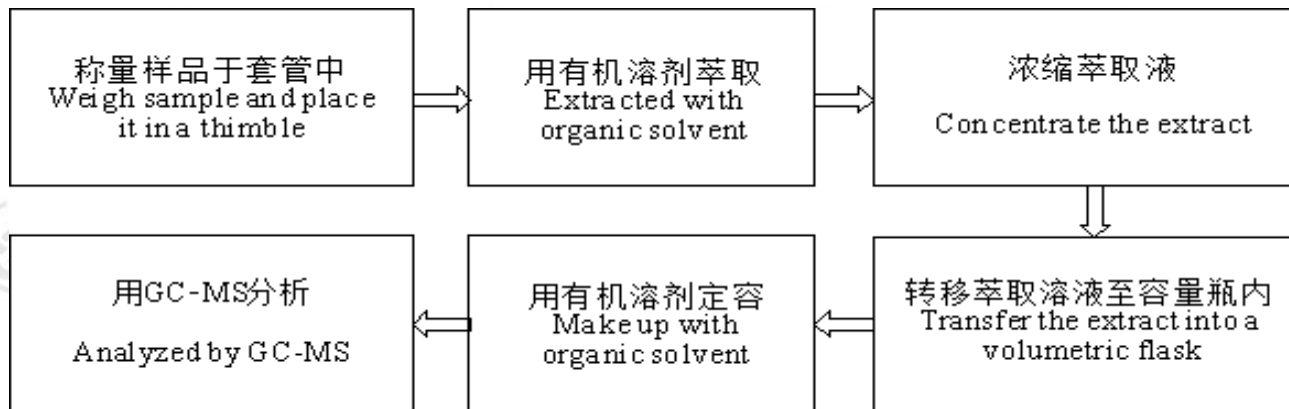 称量样品于套管中
Weigh sample and place
it in a thimble
用有机溶剂萃取
Extracted with
organic solvent
浓缩萃取液
Concentrate the extract
转移萃取溶液至容量瓶内
Transfer the extract into a
volumetric flask
用有机溶剂定容
Make up with
organic solvent
用GC-MS分析
Analyzed by GC-MS